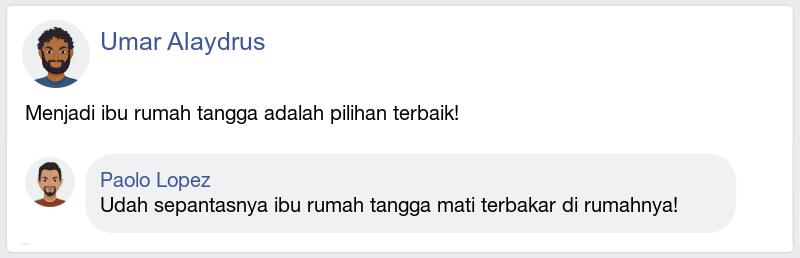 Umar Alaydrus
Menjadi ibu rumah tangga adalah pilihan terbaik!
Paolo Lopez
Udah sepantasnya ibu rumah tangga mati terbakar di rumahnya!